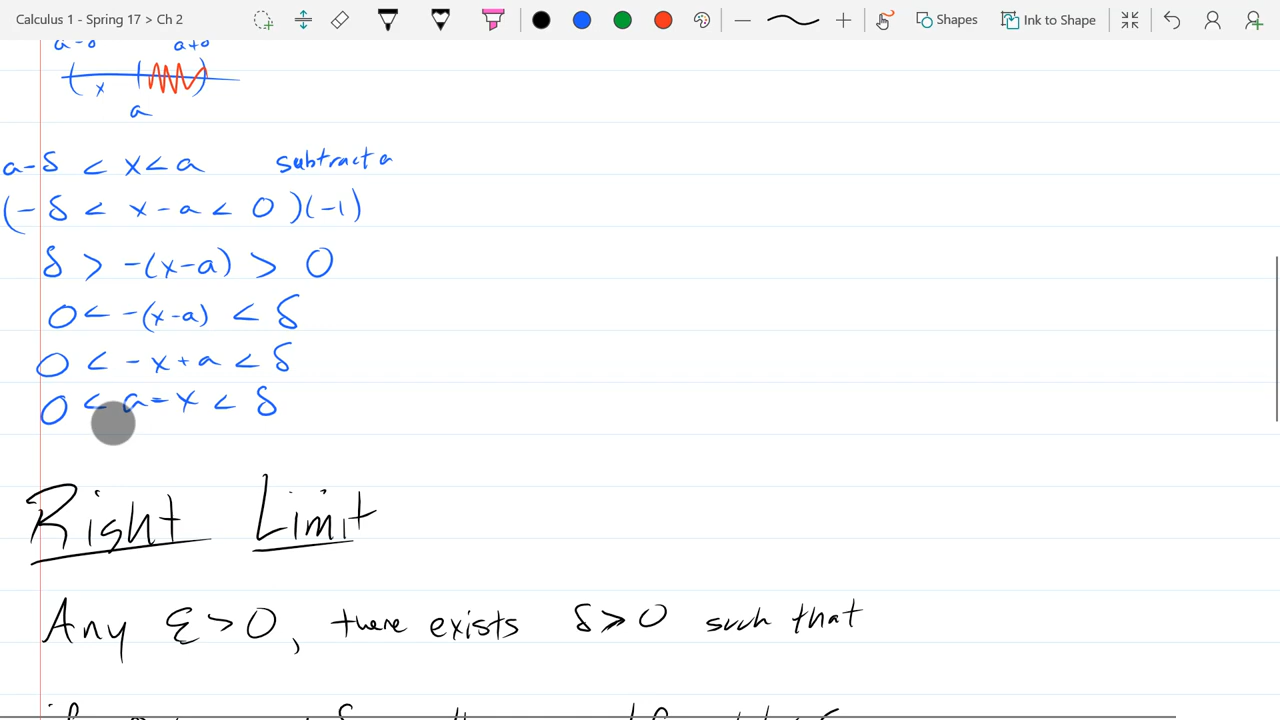 Calculus 1 - Spring 17 > Ch 2
Shapes
Ink to Shape
a-δ a+δ
( x | )
a
a-δ < x < a subtract a
(-δ < x-a < 0)(-1)
δ > -(x-a) > 0
0 < -(x-a) < δ
0 < -x+a < δ
0 < a-x < δ
Right Limit
Any ε>0, there exists δ>0 such that